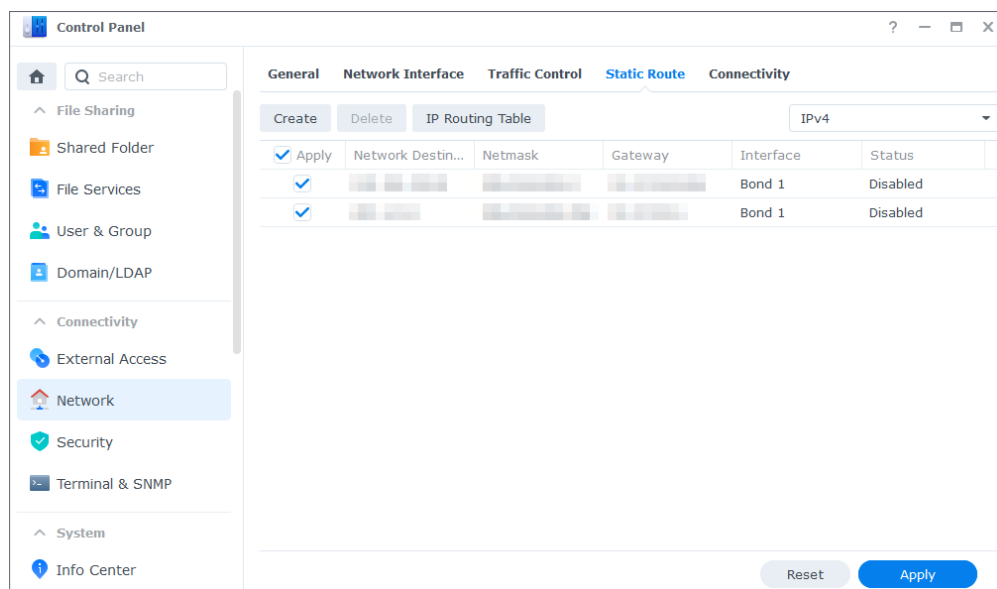 Control Panel
?
Search
File Sharing
Shared Folder
File Services
User & Group
Domain/LDAP
Connectivity
External Access
Network
Security
Terminal & SNMP
System
Info Center
General Network Interface Traffic Control Static Route Connectivity
Create Delete IP Routing Table IPv4
Apply Network Destin... Netmask Gateway Interface Status
Bond 1 Disabled
Bond 1 Disabled
Reset Apply